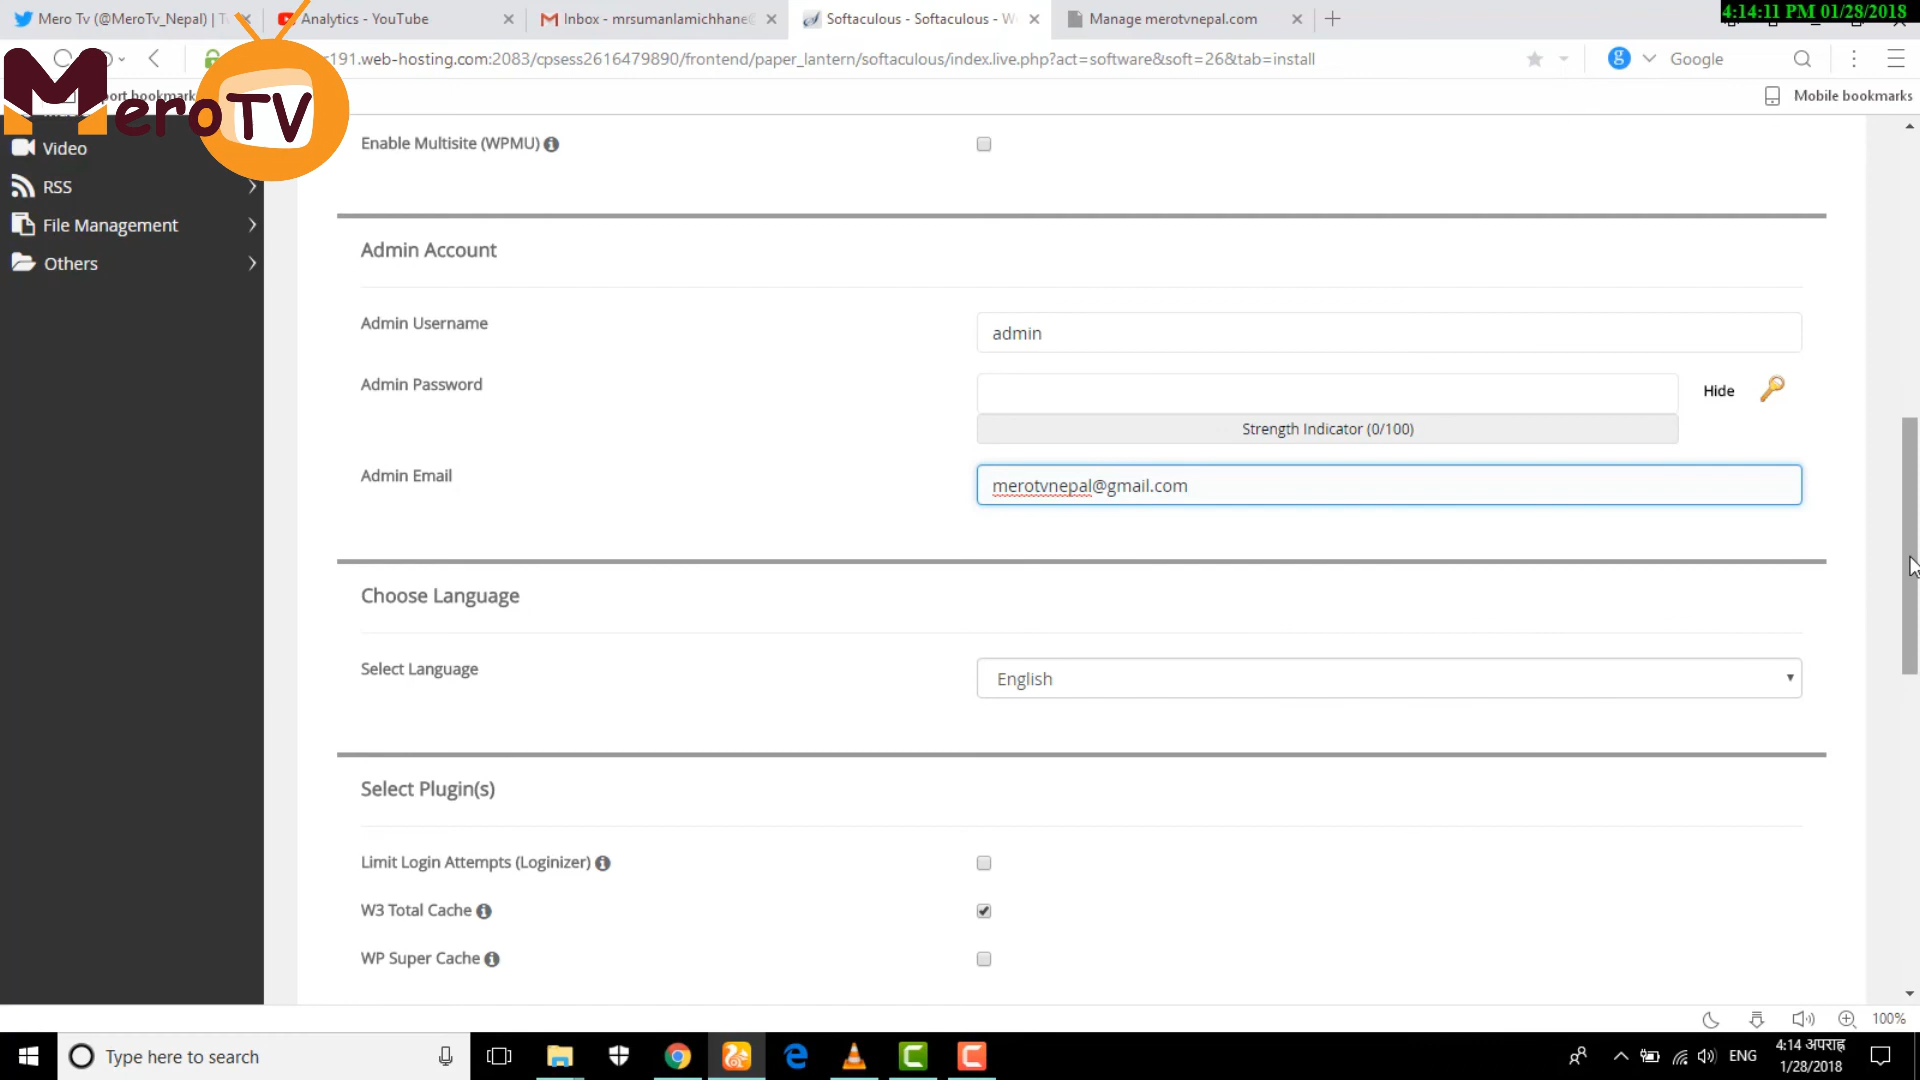 Mero Tv (@MeroTv_Nepal) | T
Analytics - YouTube
Inbox - mrsumanlamichhane
Softaculous - Softaculous - W
Manage merotvnepal.com
4:14:11 PM 01/28/2018
191.web-hosting.com:2083/cpsess2616479890/frontend/paper_lantern/softaculous/index.live.php?act=software&soft=26&tab=install
Google
port bookmark
Mobile bookmarks
MeroTV
Video
RSS
File Management
Others
Enable Multisite (WPMU)
Admin Account
Admin Username
admin
Admin Password
Hide
Strength Indicator (0/100)
Admin Email
merotvnepal@gmail.com
Choose Language
Select Language
English
Select Plugin(s)
Limit Login Attempts (Loginizer)
W3 Total Cache
WP Super Cache
100%
Type here to search
ENG
4:14 अपराह्न
1/28/2018